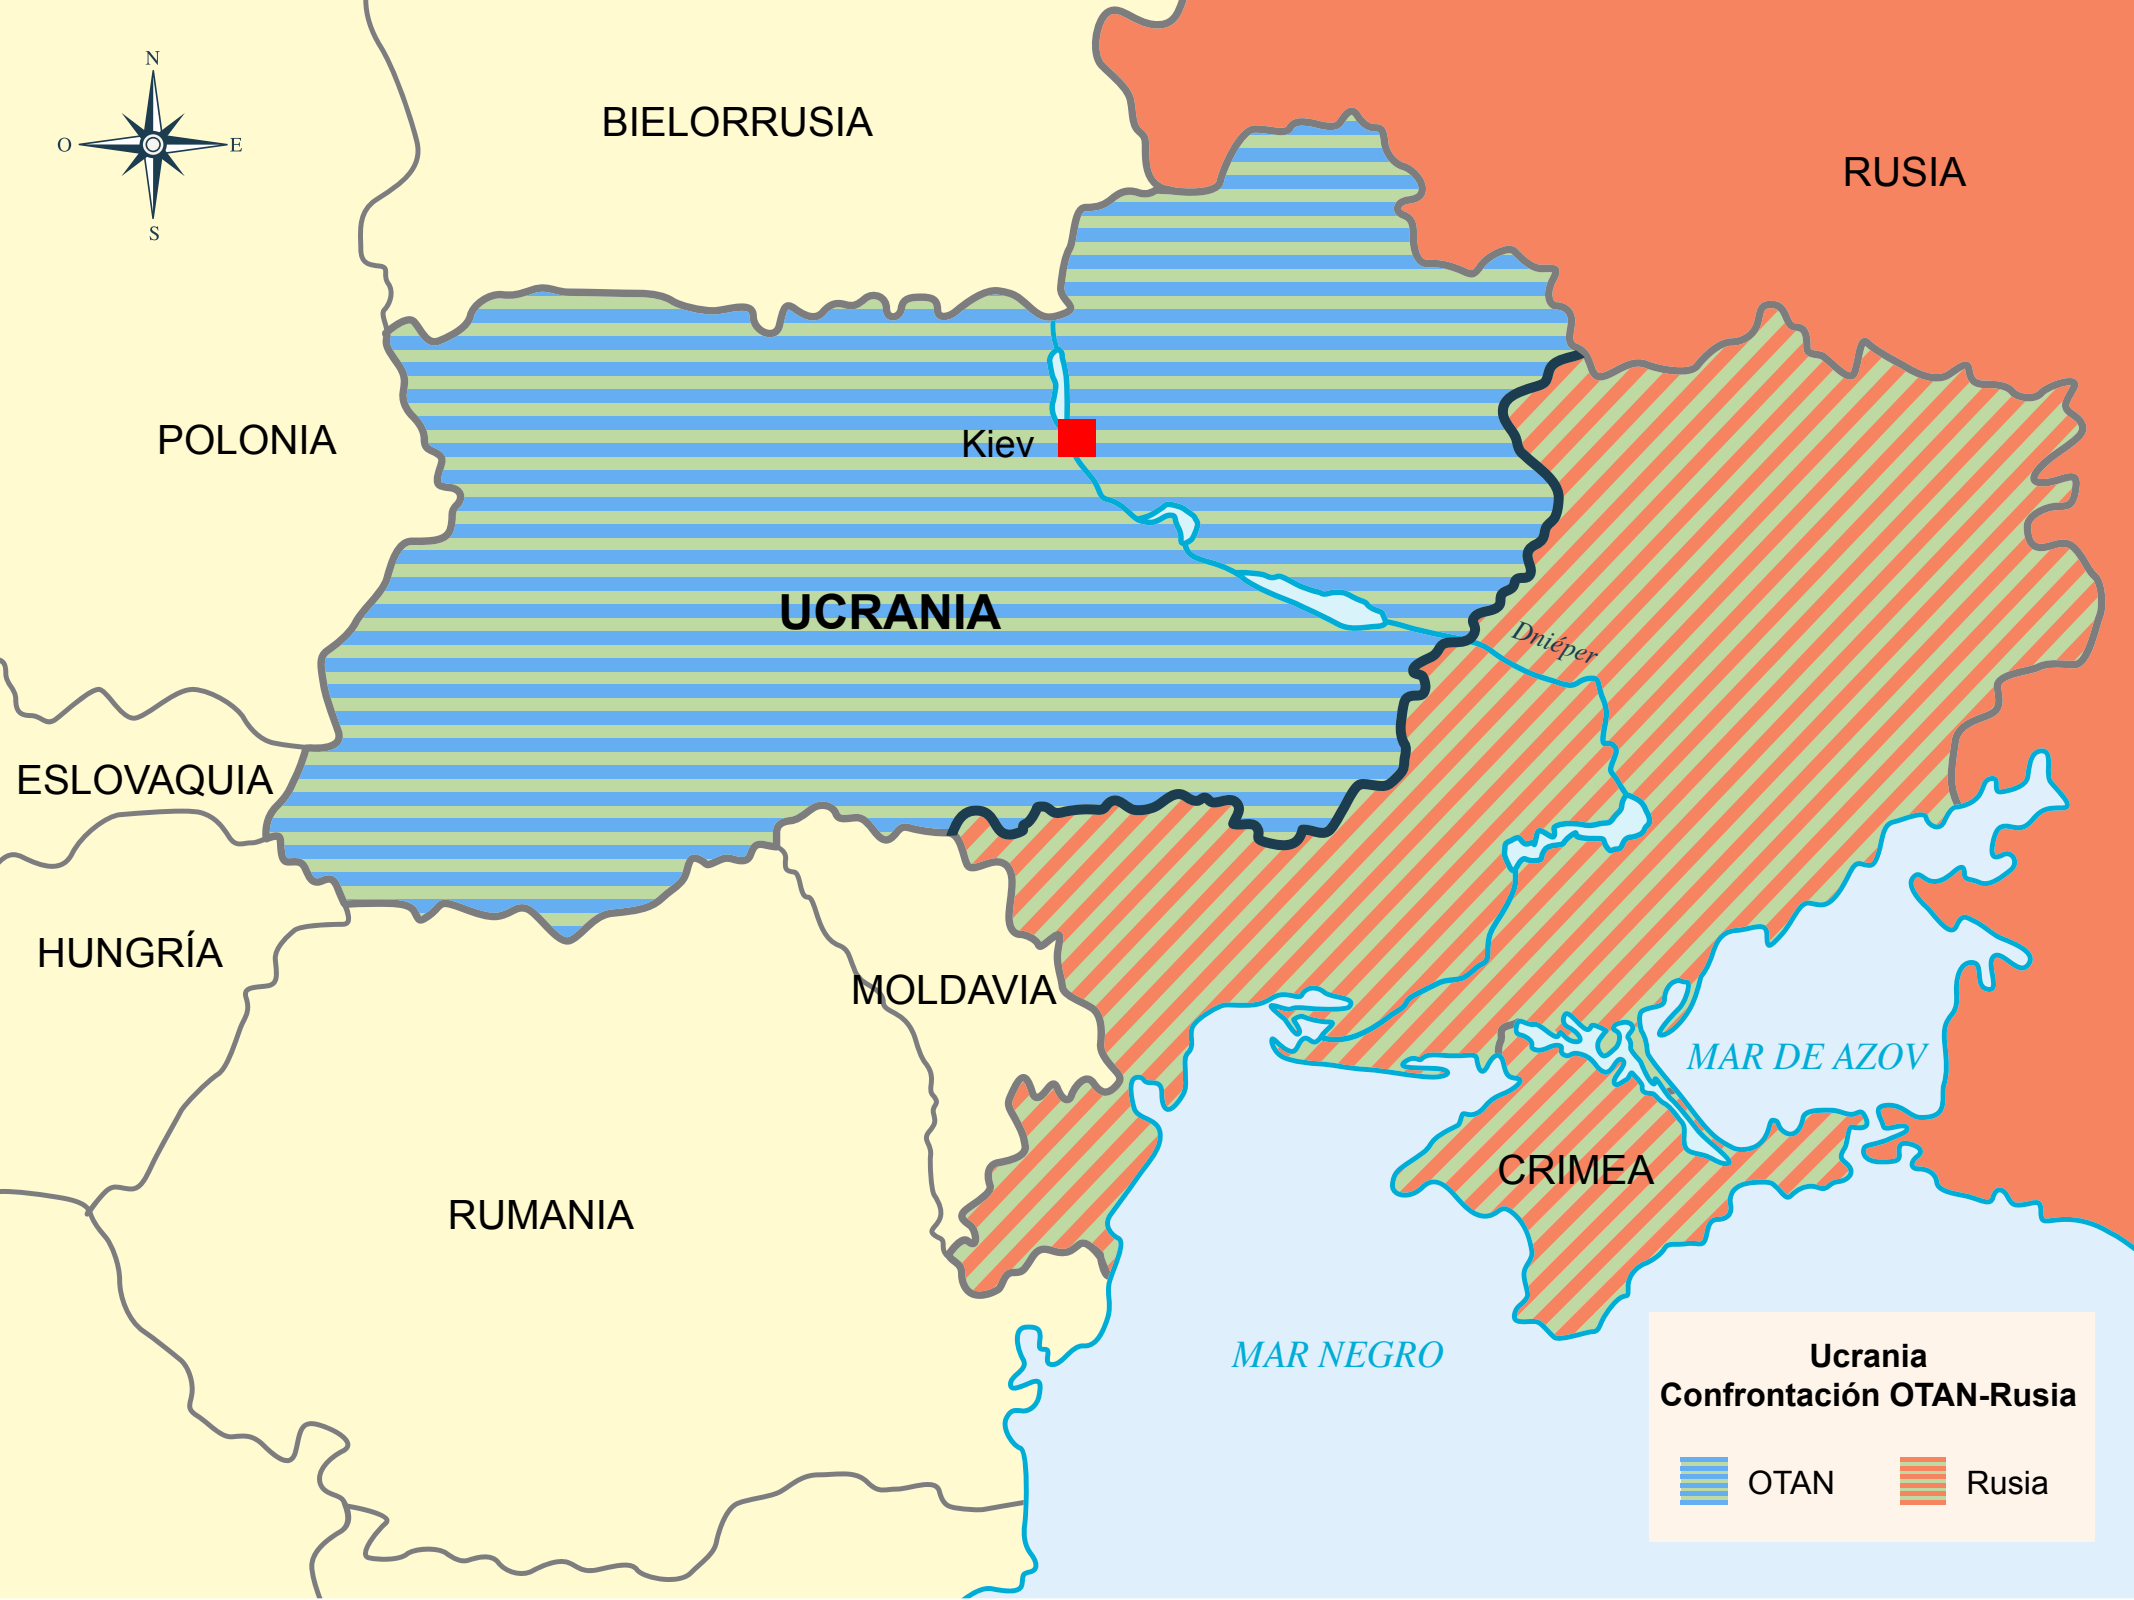 N
O
E
S
BIELORRUSIA
RUSIA
POLONIA
Kiev
UCRANIA
Dniéper
ESLOVAQUIA
HUNGRÍA
MOLDAVIA
MAR DE AZOV
CRIMEA
RUMANIA
MAR NEGRO
Ucrania
Confrontación OTAN-Rusia
OTAN
Rusia